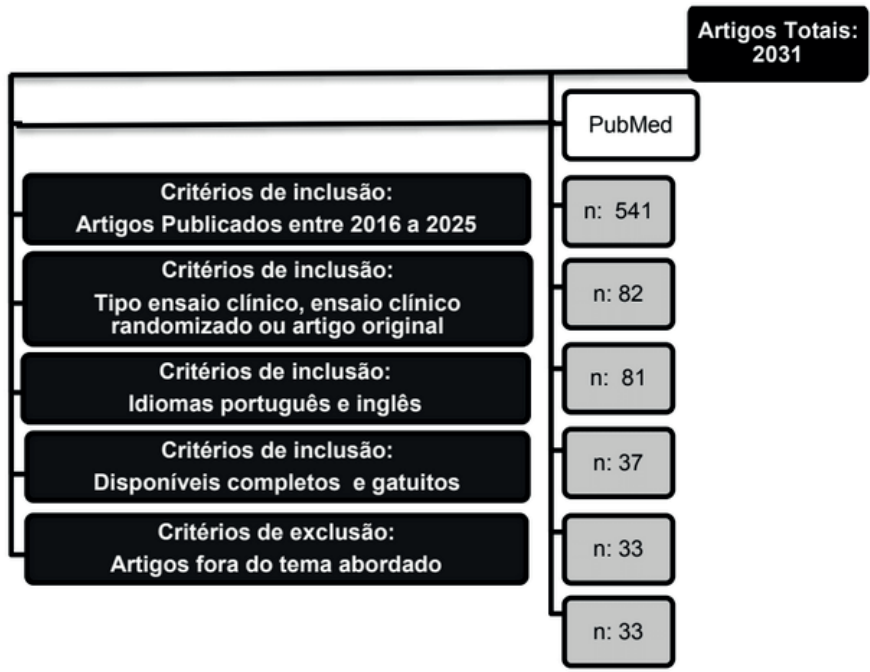 Artigos Totais:
2031
PubMed
Critérios de inclusão:
Artigos Publicados entre 2016 a 2025
n: 541
Critérios de inclusão:
Tipo ensaio clínico, ensaio clínico
randomizado ou artigo original
n: 82
Critérios de inclusão:
Idiomas português e inglês
n: 81
Critérios de inclusão:
Disponíveis completos e gatuitos
n: 37
Critérios de exclusão:
Artigos fora do tema abordado
n: 33
n: 33